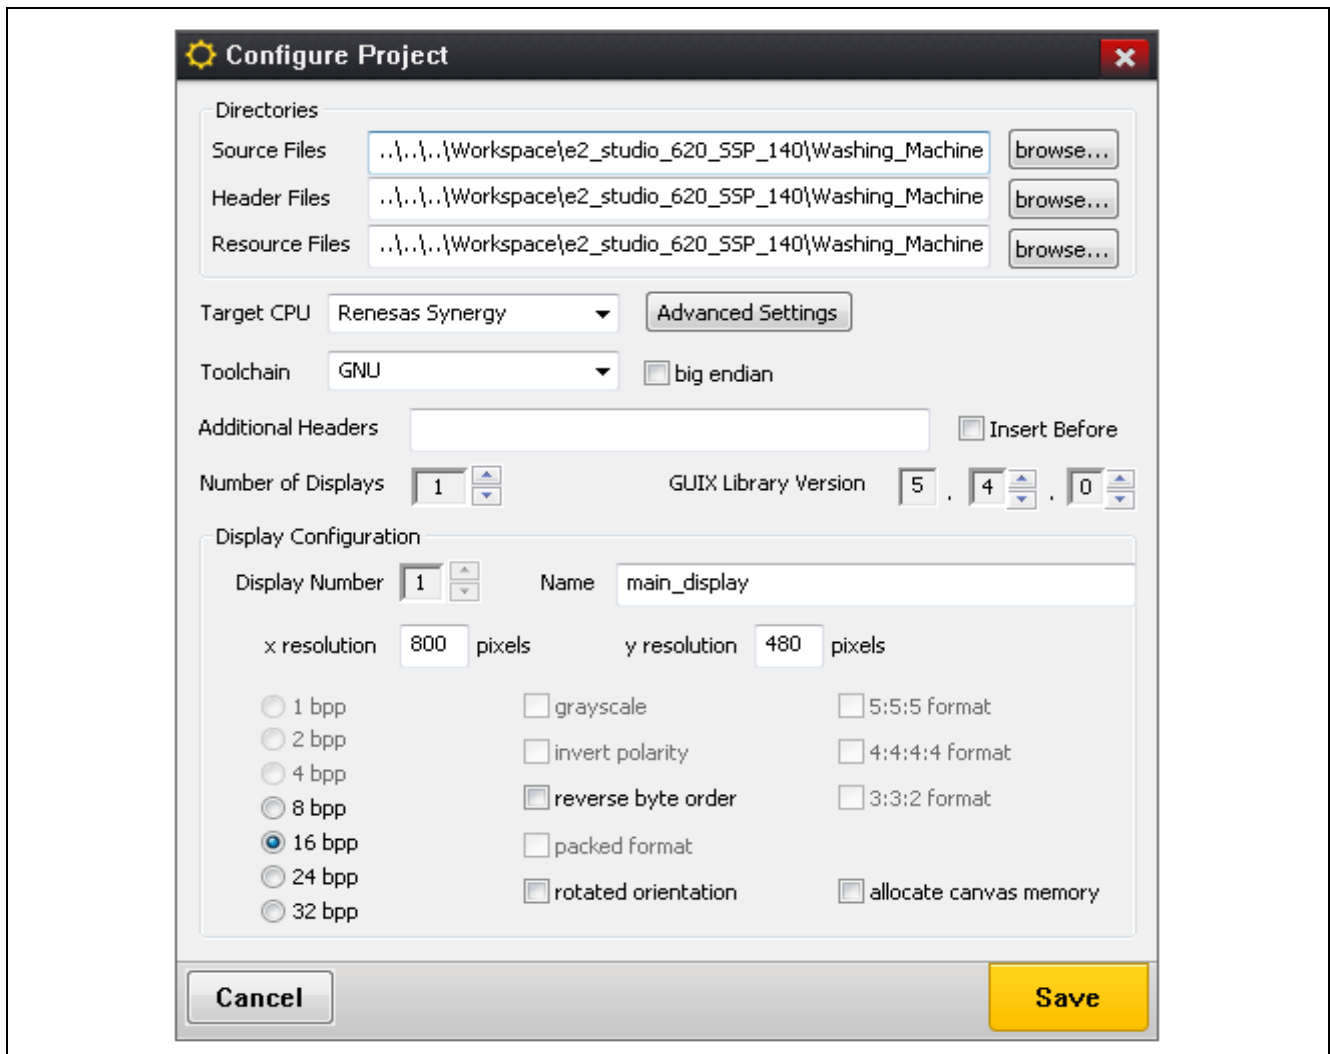 Configure Project
Directories
Source Files ..\..\..\Workspace\e2_studio_620_SSP_140\Washing_Machine browse...
Header Files ..\..\..\Workspace\e2_studio_620_SSP_140\Washing_Machine browse...
Resource Files ..\..\..\Workspace\e2_studio_620_SSP_140\Washing_Machine browse...
Target CPU Renesas Synergy Advanced Settings
Toolchain GNU big endian
Additional Headers Insert Before
Number of Displays 1 GUIX Library Version 5 . 4 . 0
Display Configuration
Display Number 1 Name main_display
x resolution 800 pixels y resolution 480 pixels
1 bpp grayscale 5:5:5 format
2 bpp invert polarity 4:4:4:4 format
4 bpp
8 bpp reverse byte order 3:3:2 format
16 bpp packed format
24 bpp rotated orientation allocate canvas memory
32 bpp
Cancel Save